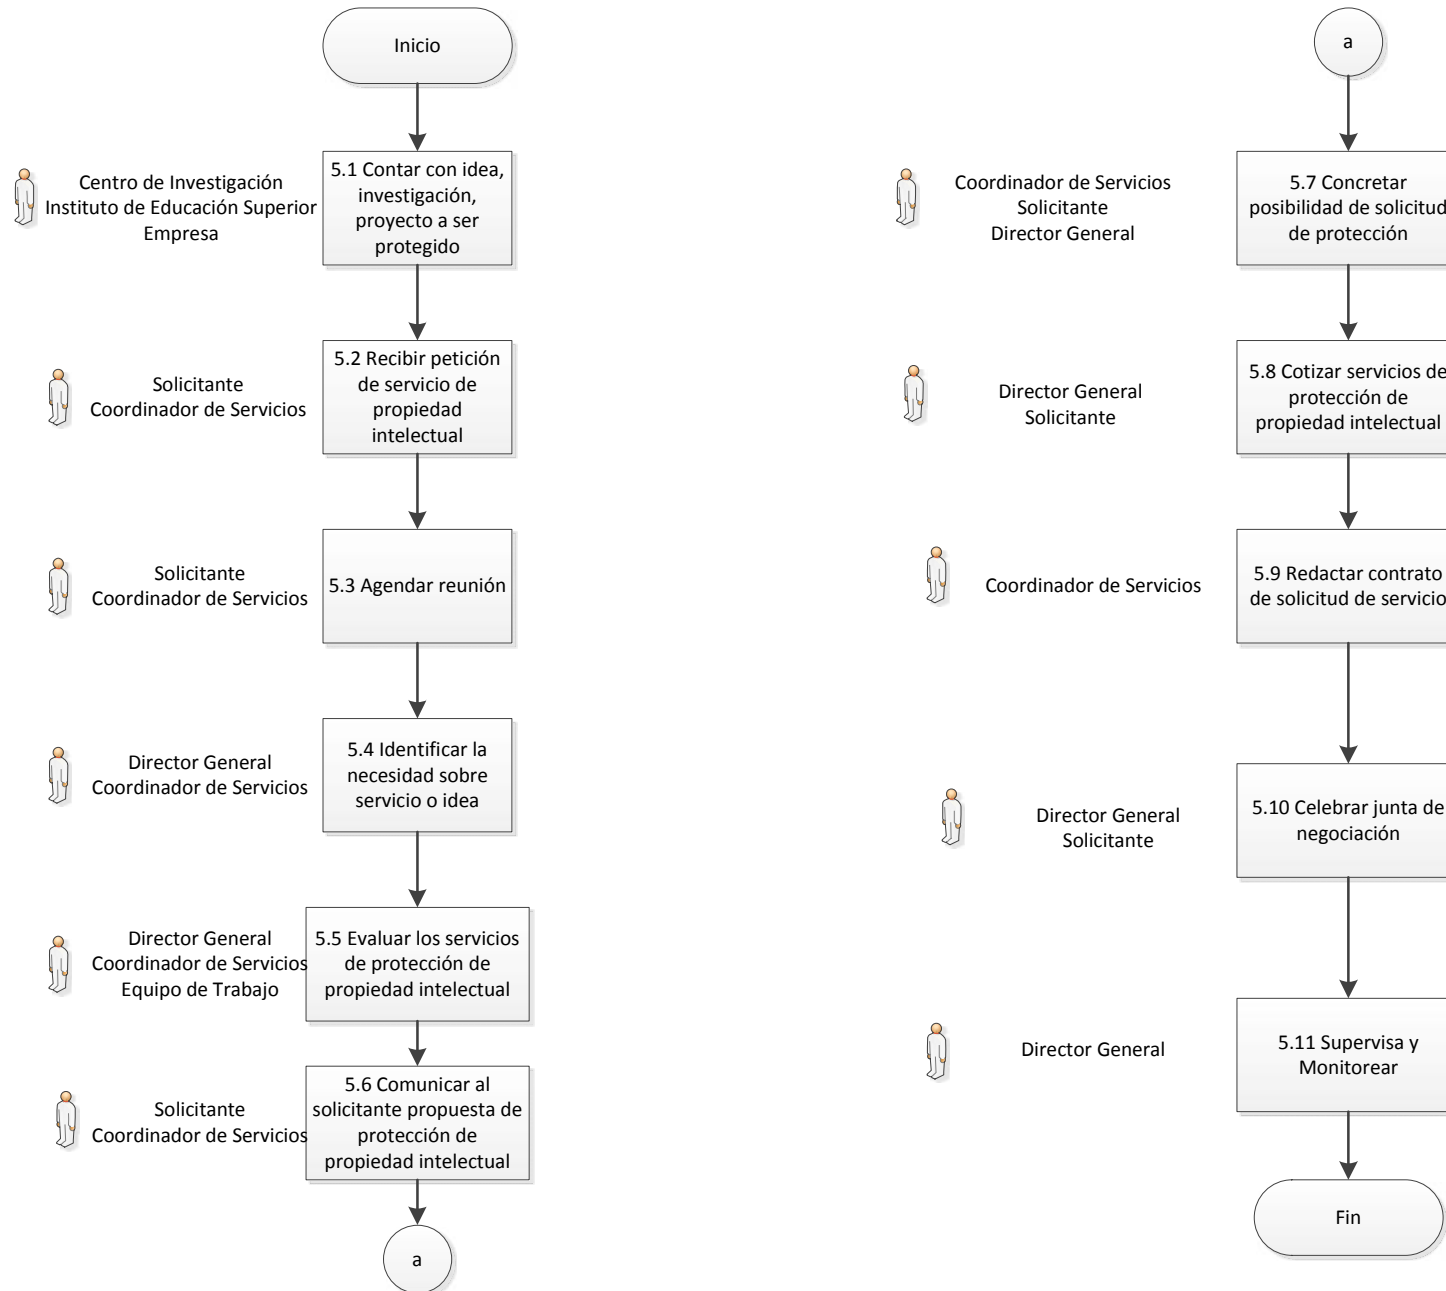 Inicio
Centro de Investigación
Instituto de Educación Superior
Empresa
5.1 Contar con idea,
investigación,
proyecto a ser
protegido
Solicitante
Coordinador de Servicios
5.2 Recibir petición
de servicio de
propiedad
intelectual
Solicitante
Coordinador de Servicios
5.3 Agendar reunión
Director General
Coordinador de Servicios
5.4 Identificar la
necesidad sobre
servicio o idea
Director General
Coordinador de Servicios
Equipo de Trabajo
5.5 Evaluar los servicios
de protección de
propiedad intelectual
Solicitante
Coordinador de Servicios
5.6 Comunicar al
solicitante propuesta de
protección de
propiedad intelectual
a
a
Coordinador de Servicios
Solicitante
Director General
5.7 Concretar
posibilidad de solicitud
de protección
Director General
Solicitante
5.8 Cotizar servicios de
protección de
propiedad intelectual
Coordinador de Servicios
5.9 Redactar contrato
de solicitud de servicio
Director General
Solicitante
5.10 Celebrar junta de
negociación
Director General
5.11 Supervisa y
Monitorear
Fin